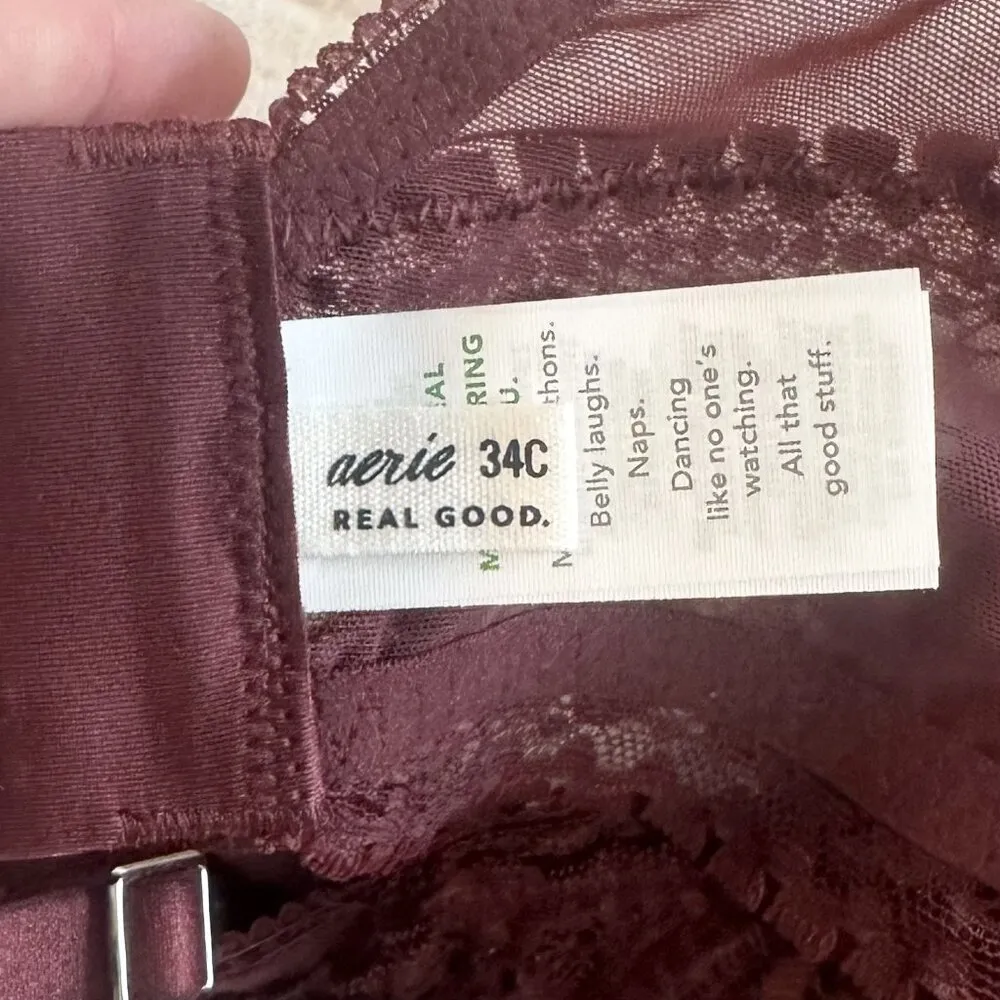 aerie 34C
REAL GOOD.
Belly laughs.
Naps.
Dancing
like no one's
watching.
All that
good stuff.